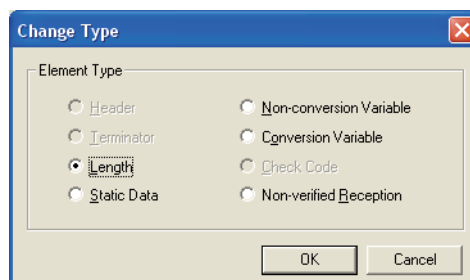 Change Type
Element Type
Header
Non-conversion Variable
Terminator
Conversion Variable
Length
Check Code
Static Data
Non-verified Reception
OK
Cancel